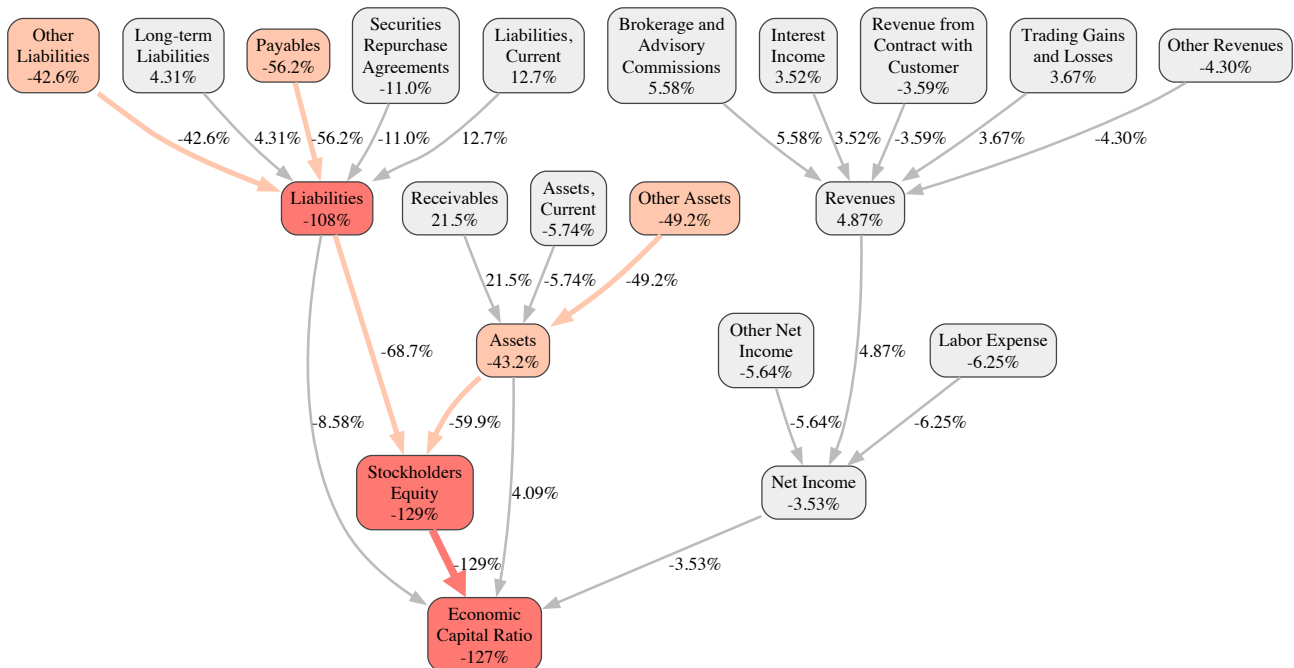 Other
Liabilities
-42.6%
Long-term
Liabilities
4.31%
Payables
-56.2%
Securities
Repurchase
Agreements
-11.0%
Liabilities,
Current
12.7%
Brokerage and
Advisory
Commissions
5.58%
Interest
Income
3.52%
Revenue from
Contract with
Customer
-3.59%
Trading Gains
and Losses
3.67%
Other Revenues
-4.30%
-42.6%
4.31%
-56.2%
-11.0%
12.7%
5.58%
3.52%
-3.59%
3.67%
-4.30%
Liabilities
-108%
Receivables
21.5%
Assets,
Current
-5.74%
Other Assets
-49.2%
Revenues
4.87%
21.5%
-5.74%
-49.2%
-68.7%
Assets
-43.2%
Other Net
Income
-5.64%
4.87%
Labor Expense
-6.25%
-8.58%
-59.9%
-5.64%
-6.25%
Stockholders
Equity
-129%
4.09%
Net Income
-3.53%
-129%
-3.53%
Economic
Capital Ratio
-127%